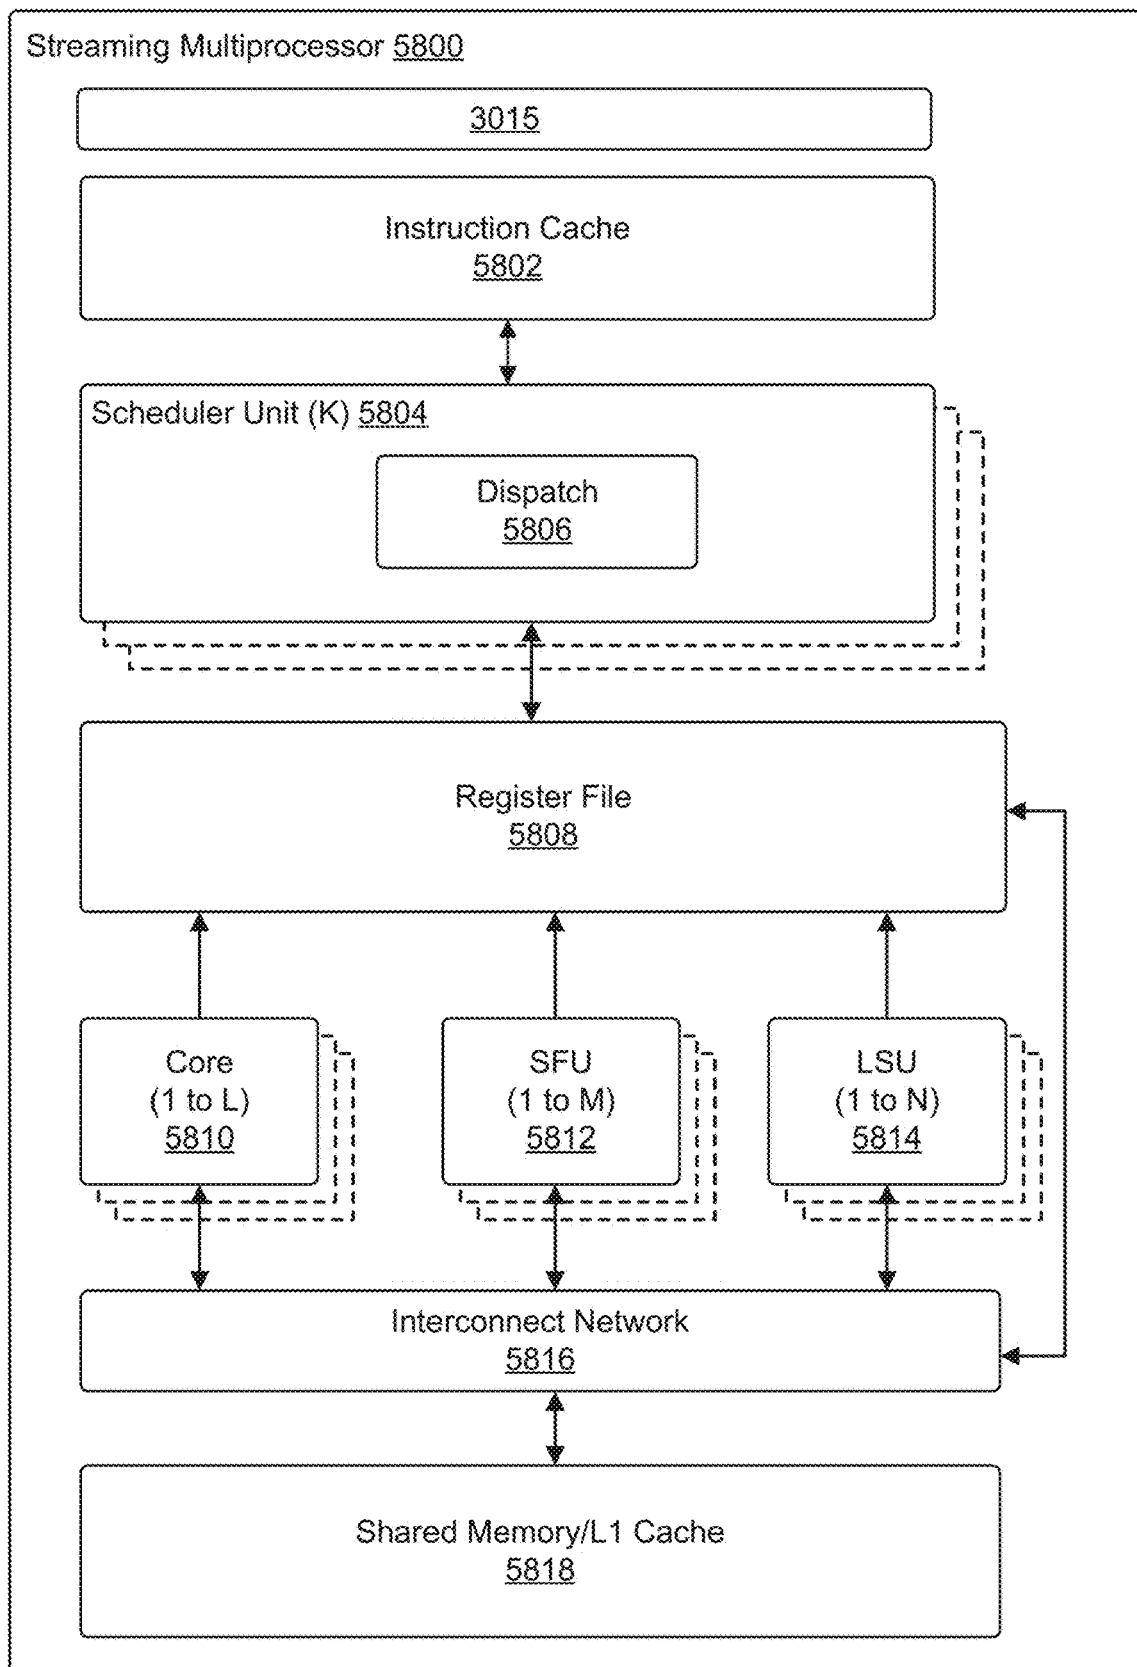 Streaming Multiprocessor 5800
3015
Instruction Cache
5802
Scheduler Unit (K) 5804
Dispatch
5806
Register File
5808
Core
(1 to L)
5810
SFU
(1 to M)
5812
LSU
(1 to N)
5814
Interconnect Network
5816
Shared Memory/L1 Cache
5818